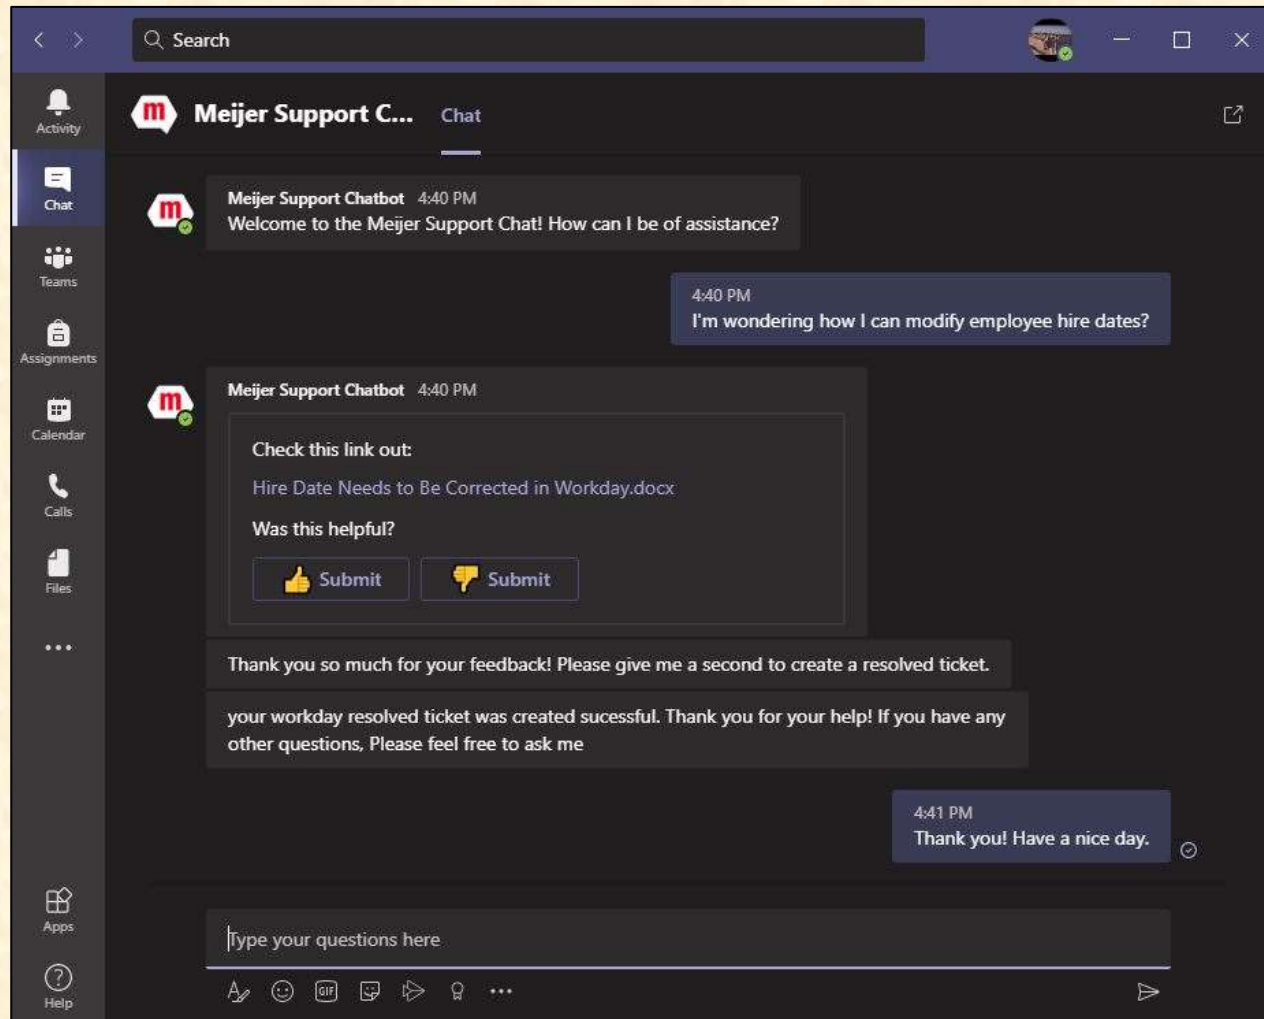 Search
Activity
Chat
Teams
Assignments
Calendar
Calls
Files
Apps
Help
m
Meijer Support C...
Chat
m
Meijer Support Chatbot 4:40 PM
Welcome to the Meijer Support Chat! How can I be of assistance?
4:40 PM
I'm wondering how I can modify employee hire dates?
m
Meijer Support Chatbot 4:40 PM
Check this link out:
Hire Date Needs to Be Corrected in Workday.docx
Was this helpful?
Submit
Submit
Thank you so much for your feedback! Please give me a second to create a resolved ticket.
your workday resolved ticket was created sucessful. Thank you for your help! If you have any
other questions, Please feel free to ask me
4:41 PM
Thank you! Have a nice day.
Type your questions here
GIF